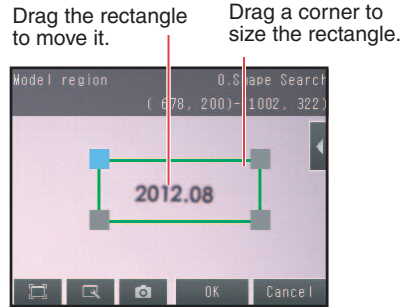 Drag the rectangle
to move it.
Drag a corner to
size the rectangle.
Model region 0.Shape Search
( 678, 200)-( 1002, 322)
2012.08
OK Cancel